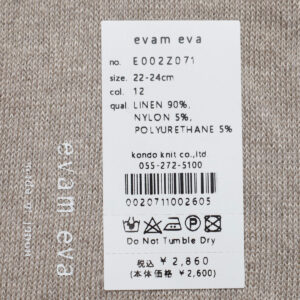 evam eva
no. E002Z071
size. 22-24cm
col. 12
qual. LINEN 90%,
NYLON 5%,
POLYURETHANE 5%
kondo knit co.,ltd
055-272-5100
0020711002605
Do Not Tumble Dry
税込 ￥2,860
(本体価格 ￥2,600)
evam eva